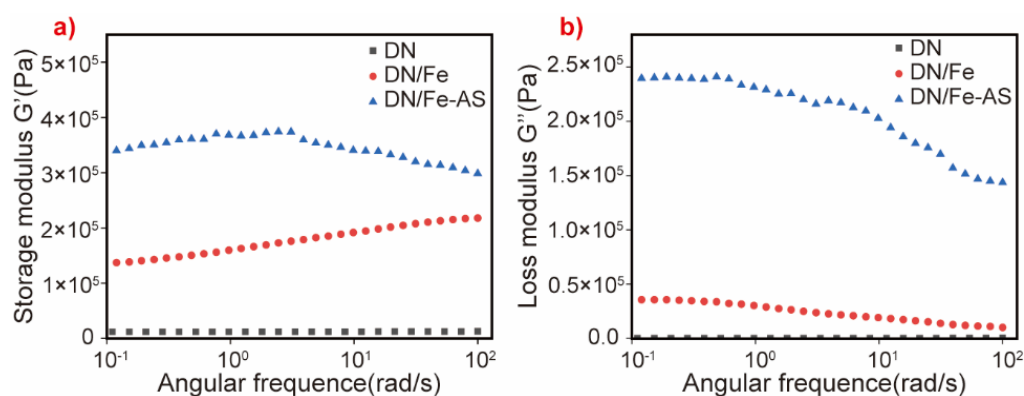 a)
Storage modulus G'(Pa)
5×10⁵
4×10⁵
3×10⁵
2×10⁵
1×10⁵
0
DN
DN/Fe
DN/Fe-AS
10⁻¹
10⁰
10¹
10²
Angular frequence(rad/s)
b)
Loss modulus G''(Pa)
2.5×10⁵
2.0×10⁵
1.5×10⁵
1.0×10⁵
0.5×10⁵
0.0
DN
DN/Fe
DN/Fe-AS
10⁻¹
10⁰
10¹
10²
Angular frequence(rad/s)